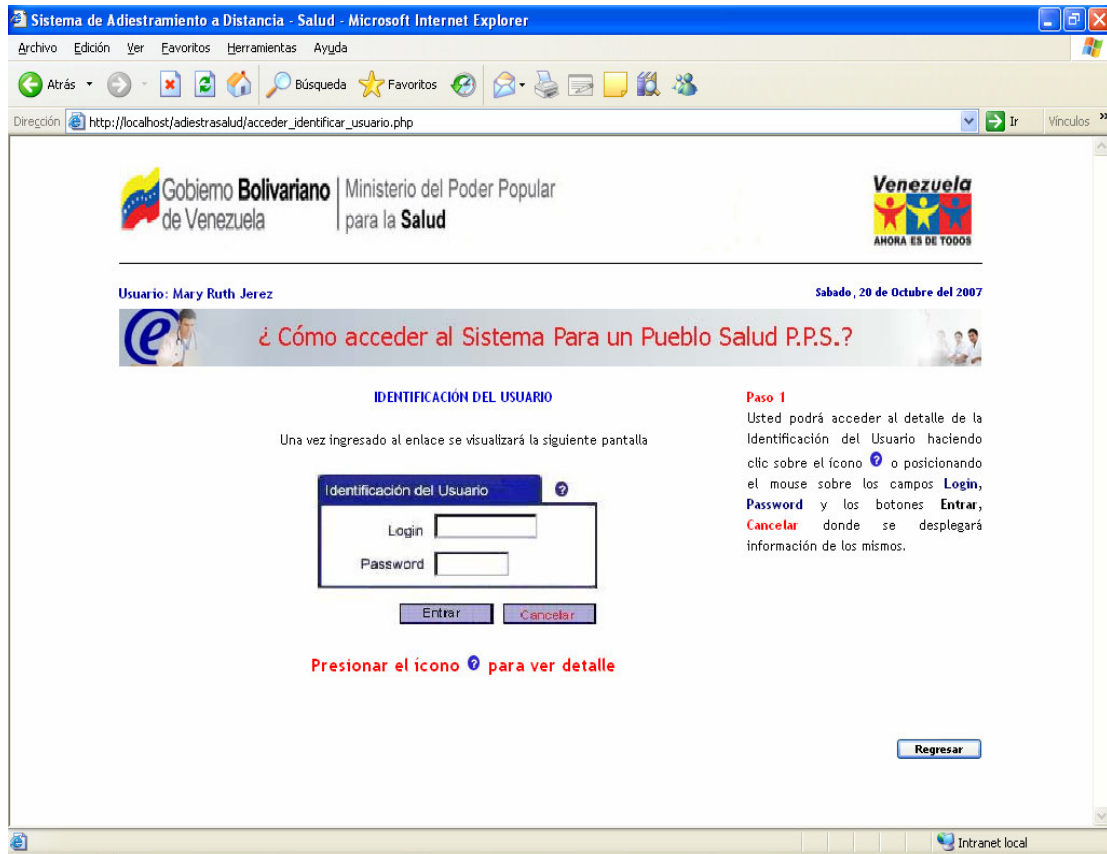 Sistema de Adiestramiento a Distancia - Salud - Microsoft Internet Explorer
Archivo Edición Ver Favoritos Herramientas Ayuda
Atrás Búsqueda Favoritos
Dirección http://localhost/adiestrasalud/acceder_identificar_usuario.php Ir Vínculos »
Gobierno Bolivariano de Venezuela
Ministerio del Poder Popular para la Salud
Venezuela
AHORA ES DE TODOS
Usuario: Mary Ruth Jerez
Sabado, 20 de Octubre del 2007
¿ Cómo acceder al Sistema Para un Pueblo Salud P.P.S.?
IDENTIFICACIÓN DEL USUARIO
Una vez ingresado al enlace se visualizará la siguiente pantalla
Identificación del Usuario ?
Login
Password
Entrar Cancelar
Presionar el ícono ? para ver detalle
Paso 1
Usted podrá acceder al detalle de la
Identificación del Usuario haciendo
clic sobre el ícono ? o posicionando
el mouse sobre los campos Login,
Password y los botones Entrar,
Cancelar donde se desplegará
información de los mismos.
Regresar
Intranet local